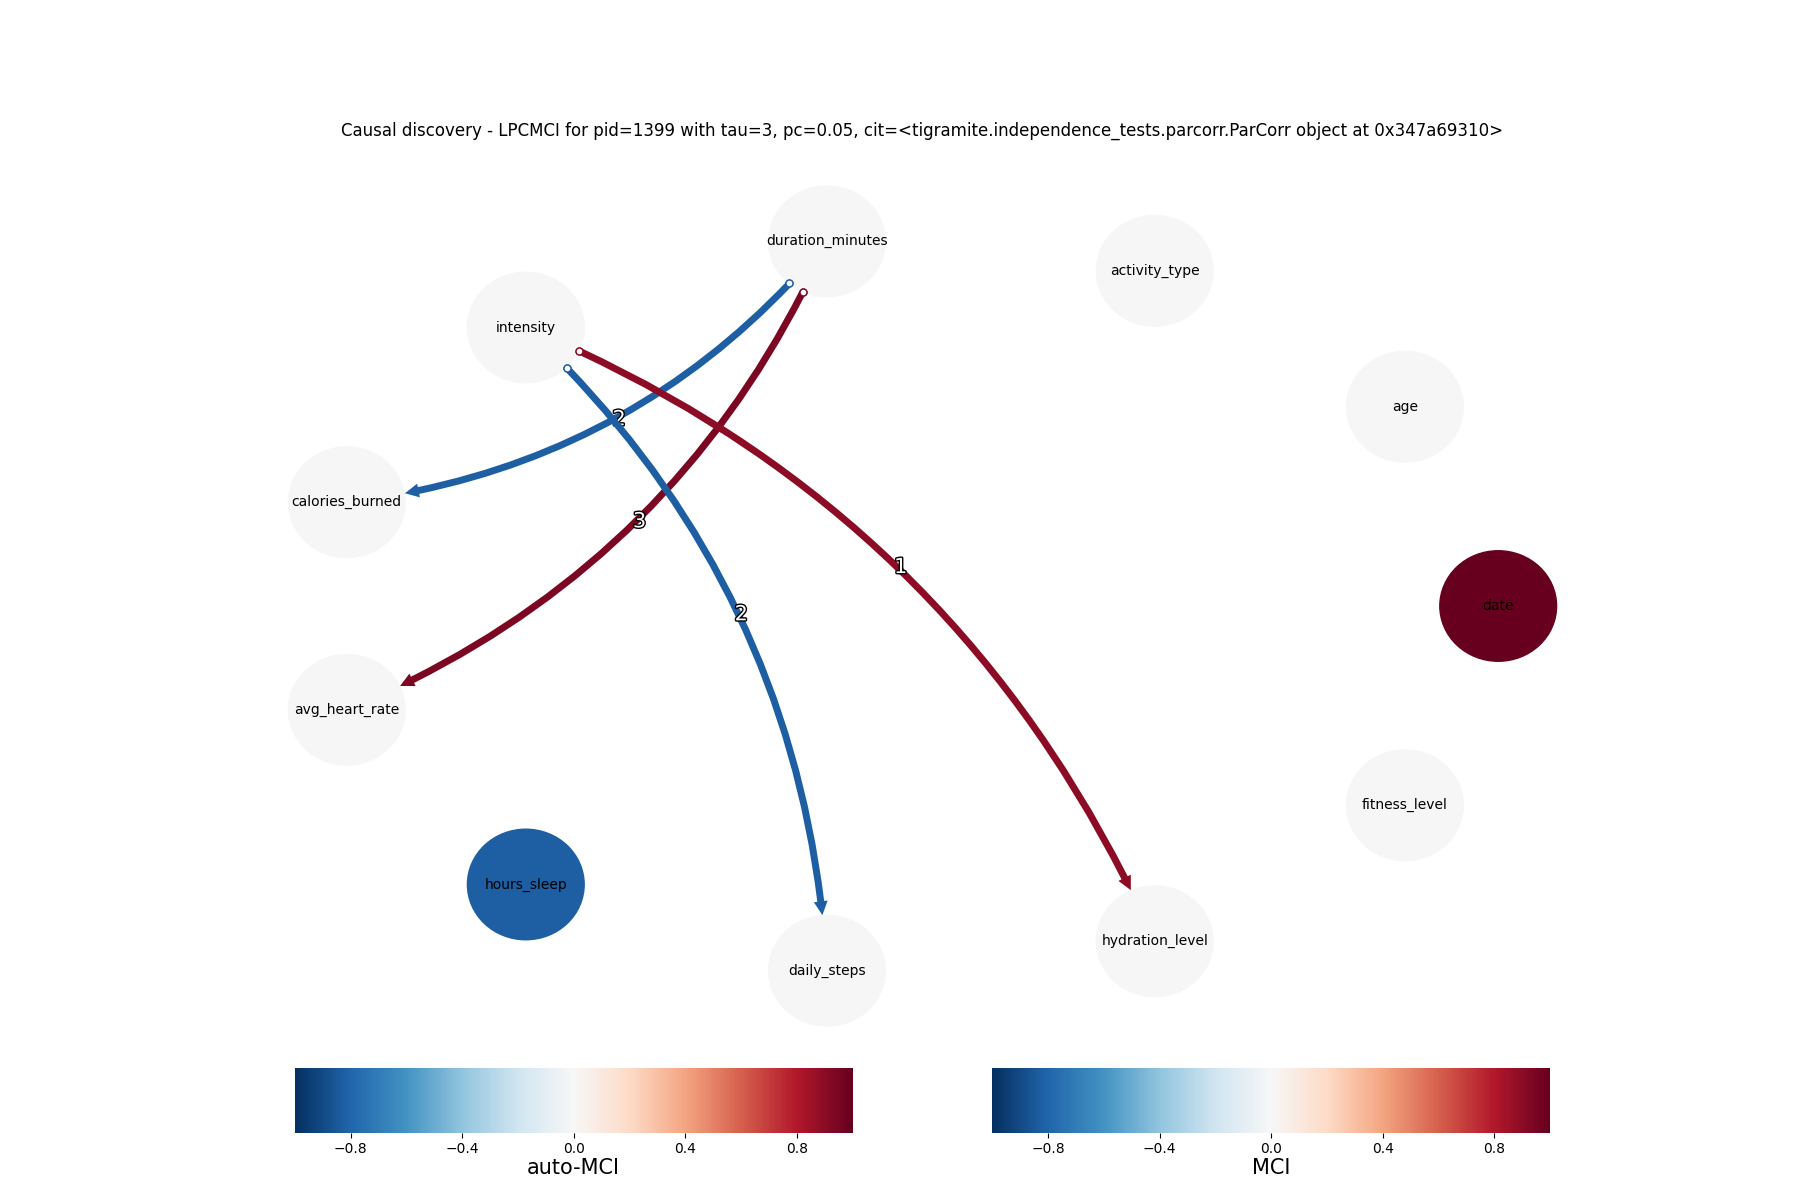 Causal discovery - LPCMCI for pid=1399 with tau=3, pc=0.05, cit=<tigramite.independence_tests.parcorr.ParCorr object at 0x347a69310>
duration_minutes
activity_type
intensity
age
2
calories_burned
3
1
date
2
avg_heart_rate
fitness_level
hours_sleep
hydration_level
daily_steps
−0.8 −0.4 0.0 0.4 0.8
auto-MCI
−0.8 −0.4 0.0 0.4 0.8
MCI